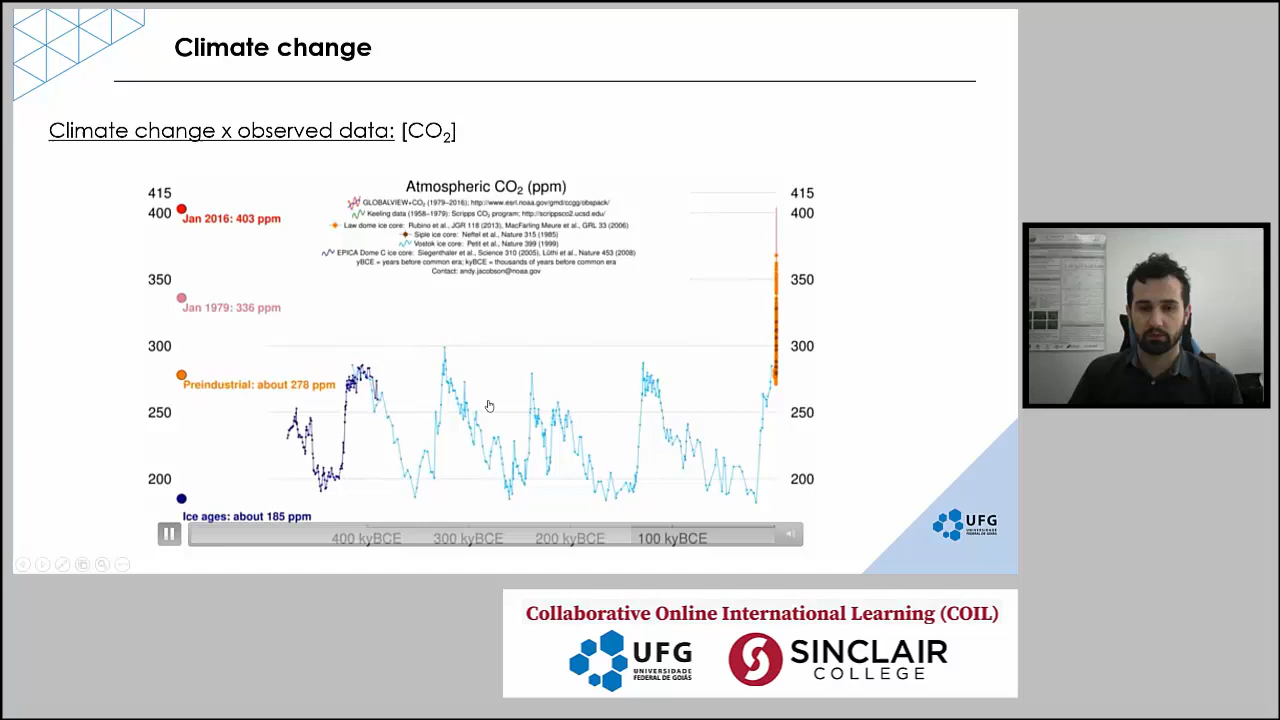 Climate change
Climate change x observed data: [CO2]
Atmospheric CO2 (ppm)
GLOBALVIEW+CO2 (1979–2016); http://www.esrl.noaa.gov/gmd/ccgg/obspack/
Keeling data (1958–1979): Scripps CO2 program; http://scrippsco2.ucsd.edu/
Law dome ice core: Rubino et al., JGR 118 (2013), MacFarling Meure et al., GRL 33 (2006)
Siple ice core: Neftel et al., Nature 315 (1985)
Vostok ice core: Petit et al., Nature 399 (1999)
EPICA Dome C ice core: Siegenthaler et al., Science 310 (2005), Lüthi et al., Nature 453 (2008)
yBCE = years before common era; kyBCE = thousands of years before common era
Contact: andy.jacobson@noaa.gov
415
400
350
300
250
200
Jan 2016: 403 ppm
Jan 1979: 336 ppm
Preindustrial: about 278 ppm
Ice ages: about 185 ppm
415
400
350
300
250
200
400 kyBCE 300 kyBCE 200 kyBCE 100 kyBCE
UFG
UNIVERSIDADE
FEDERAL DE GOIÁS
Collaborative Online International Learning (COIL)
UFG
UNIVERSIDADE
FEDERAL DE GOIÁS
SINCLAIR
COLLEGE